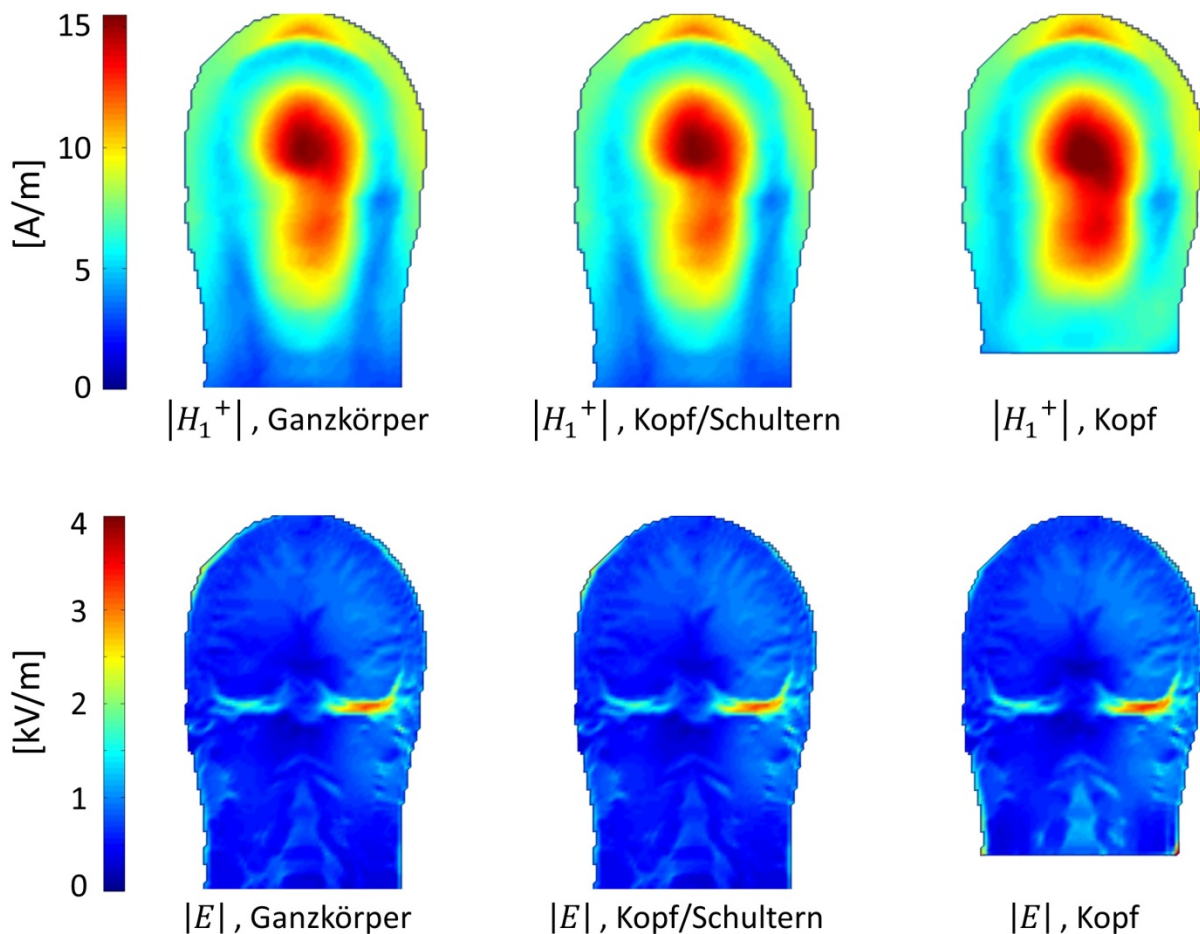 15
10
5
0
[A/m]
|H₁⁺| , Ganzkörper
|H₁⁺| , Kopf/Schultern
|H₁⁺| , Kopf
4
3
2
1
0
[kV/m]
|E| , Ganzkörper
|E| , Kopf/Schultern
|E| , Kopf